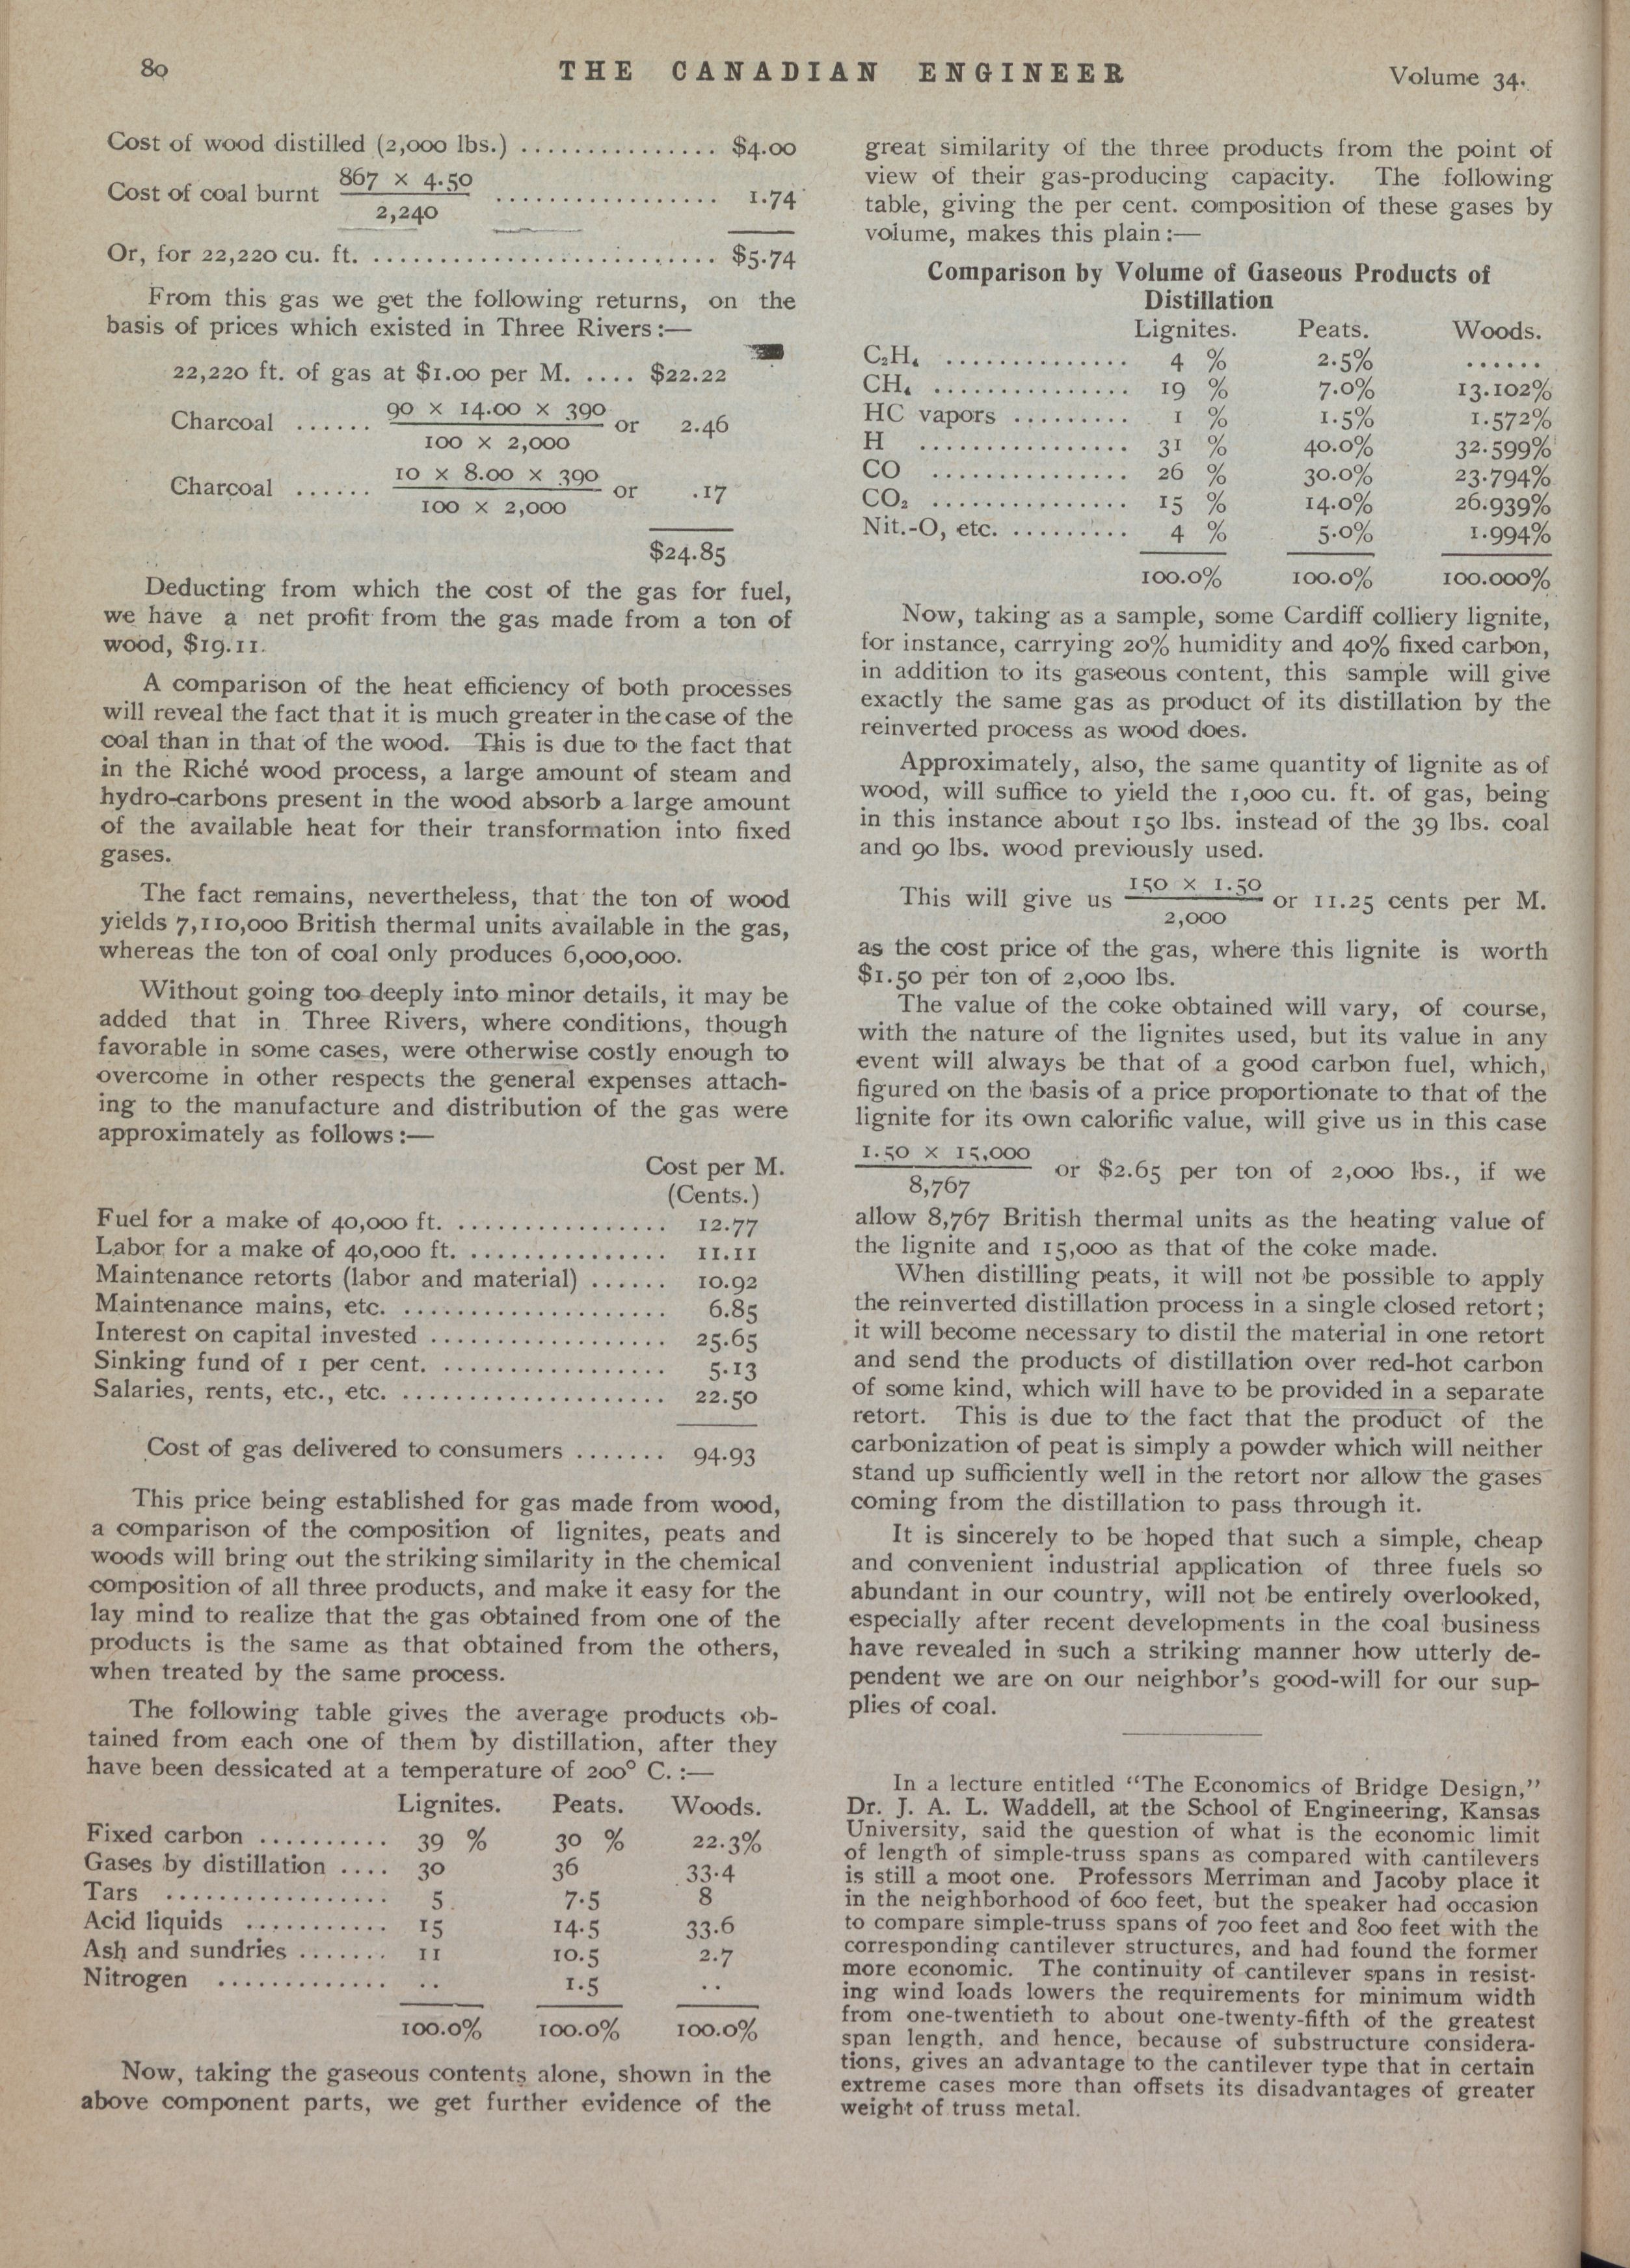 80
THE CANADIAN ENGINEER
Volume 34.
Cost of wood distilled (2,000 lbs.) ............... $4.00
Cost of coal burnt 867 × 4.50 / 2,240 ................. 1.74
Or, for 22,220 cu. ft. .......................... $5.74
From this gas we get the following returns, on the
basis of prices which existed in Three Rivers:—
22,220 ft. of gas at $1.00 per M. .... $22.22
Charcoal ...... 90 × 14.00 × 390 / 100 × 2,000 or 2.46
Charcoal ...... 10 × 8.00 × 390 / 100 × 2,000 or .17
$24.85
Deducting from which the cost of the gas for fuel,
we have a net profit from the gas made from a ton of
wood, $19.11.
A comparison of the heat efficiency of both processes
will reveal the fact that it is much greater in the case of the
coal than in that of the wood. This is due to the fact that
in the Riché wood process, a large amount of steam and
hydro-carbons present in the wood absorb a large amount
of the available heat for their transformation into fixed
gases.
The fact remains, nevertheless, that the ton of wood
yields 7,110,000 British thermal units available in the gas,
whereas the ton of coal only produces 6,000,000.
Without going too deeply into minor details, it may be
added that in Three Rivers, where conditions, though
favorable in some cases, were otherwise costly enough to
overcome in other respects the general expenses attach-
ing to the manufacture and distribution of the gas were
approximately as follows:—
Cost per M.
(Cents.)
Fuel for a make of 40,000 ft. ................ 12.77
Labor for a make of 40,000 ft. ............... 11.11
Maintenance retorts (labor and material) ...... 10.92
Maintenance mains, etc. .................... 6.85
Interest on capital invested .................. 25.65
Sinking fund of 1 per cent. ................. 5.13
Salaries, rents, etc., etc. .................... 22.50
Cost of gas delivered to consumers ....... 94.93
This price being established for gas made from wood,
a comparison of the composition of lignites, peats and
woods will bring out the striking similarity in the chemical
composition of all three products, and make it easy for the
lay mind to realize that the gas obtained from one of the
products is the same as that obtained from the others,
when treated by the same process.
The following table gives the average products ob-
tained from each one of them by distillation, after they
have been dessicated at a temperature of 200° C.:—
Lignites. Peats. Woods.
Fixed carbon .......... 39 % 30 % 22.3%
Gases by distillation .... 30 36 33.4
Tars ................. 5 7.5 8
Acid liquids ........... 15 14.5 33.6
Ash and sundries ....... 11 10.5 2.7
Nitrogen ............. .. 1.5 ..
100.0% 100.0% 100.0%
Now, taking the gaseous contents alone, shown in the
above component parts, we get further evidence of the
great similarity of the three products from the point of
view of their gas-producing capacity. The following
table, giving the per cent. composition of these gases by
volume, makes this plain:—
Comparison by Volume of Gaseous Products of
Distillation
Lignites. Peats. Woods.
C₂H₄ .............. 4 % 2.5% ......
CH₄ ............... 19 % 7.0% 13.102%
HC vapors ......... 1 % 1.5% 1.572%
H ................ 31 % 40.0% 32.599%
CO ............... 26 % 30.0% 23.794%
CO₂ ............... 15 % 14.0% 26.939%
Nit.-O, etc. ......... 4 % 5.0% 1.994%
100.0% 100.0% 100.000%
Now, taking as a sample, some Cardiff colliery lignite,
for instance, carrying 20% humidity and 40% fixed carbon,
in addition to its gaseous content, this sample will give
exactly the same gas as product of its distillation by the
reinverted process as wood does.
Approximately, also, the same quantity of lignite as of
wood, will suffice to yield the 1,000 cu. ft. of gas, being
in this instance about 150 lbs. instead of the 39 lbs. coal
and 90 lbs. wood previously used.
This will give us 150 × 1.50 / 2,000 or 11.25 cents per M.
as the cost price of the gas, where this lignite is worth
$1.50 per ton of 2,000 lbs.
The value of the coke obtained will vary, of course,
with the nature of the lignites used, but its value in any
event will always be that of a good carbon fuel, which,
figured on the basis of a price proportionate to that of the
lignite for its own calorific value, will give us in this case
1.50 × 15,000 / 8,767 or $2.65 per ton of 2,000 lbs., if we
allow 8,767 British thermal units as the heating value of
the lignite and 15,000 as that of the coke made.
When distilling peats, it will not be possible to apply
the reinverted distillation process in a single closed retort;
it will become necessary to distil the material in one retort
and send the products of distillation over red-hot carbon
of some kind, which will have to be provided in a separate
retort. This is due to the fact that the product of the
carbonization of peat is simply a powder which will neither
stand up sufficiently well in the retort nor allow the gases
coming from the distillation to pass through it.
It is sincerely to be hoped that such a simple, cheap
and convenient industrial application of three fuels so
abundant in our country, will not be entirely overlooked,
especially after recent developments in the coal business
have revealed in such a striking manner how utterly de-
pendent we are on our neighbor's good-will for our sup-
plies of coal.
In a lecture entitled "The Economics of Bridge Design,"
Dr. J. A. L. Waddell, at the School of Engineering, Kansas
University, said the question of what is the economic limit
of length of simple-truss spans as compared with cantilevers
is still a moot one. Professors Merriman and Jacoby place it
in the neighborhood of 600 feet, but the speaker had occasion
to compare simple-truss spans of 700 feet and 800 feet with the
corresponding cantilever structures, and had found the former
more economic. The continuity of cantilever spans in resist-
ing wind loads lowers the requirements for minimum width
from one-twentieth to about one-twenty-fifth of the greatest
span length, and hence, because of substructure considera-
tions, gives an advantage to the cantilever type that in certain
extreme cases more than offsets its disadvantages of greater
weight of truss metal.